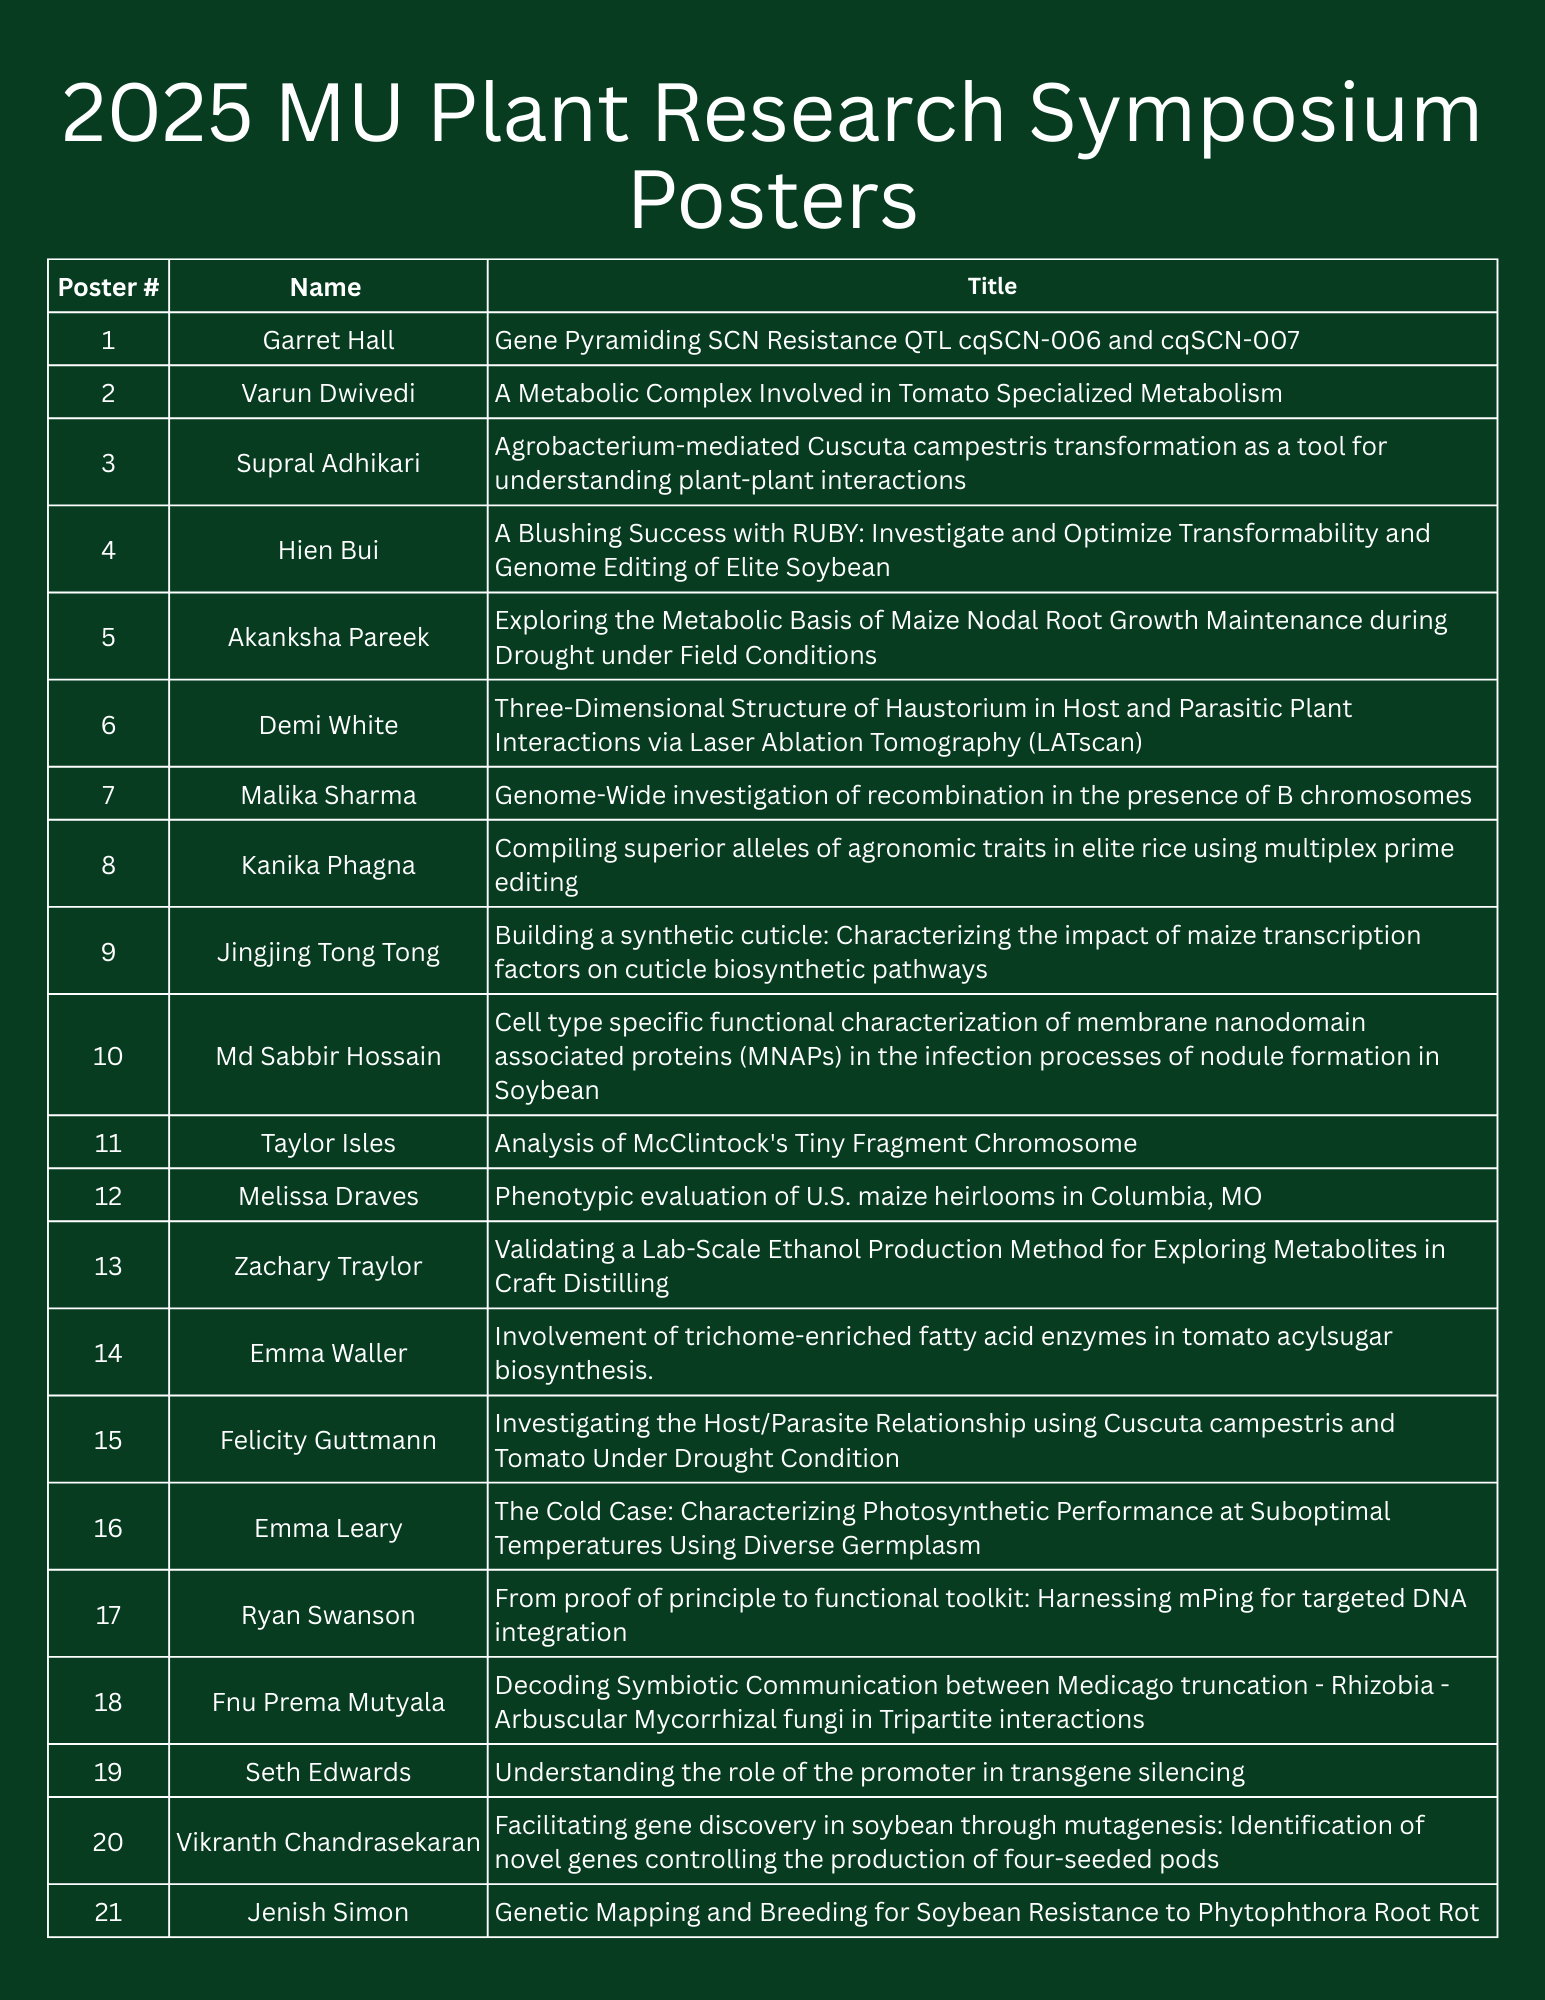 2025 MU Plant Research Symposium
Posters
Poster # Name Title
1 Garret Hall Gene Pyramiding SCN Resistance QTL cqSCN-006 and cqSCN-007
2 Varun Dwivedi A Metabolic Complex Involved in Tomato Specialized Metabolism
3 Supral Adhikari Agrobacterium-mediated Cuscuta campestris transformation as a tool for
understanding plant-plant interactions
4 Hien Bui A Blushing Success with RUBY: Investigate and Optimize Transformability and
Genome Editing of Elite Soybean
5 Akanksha Pareek Exploring the Metabolic Basis of Maize Nodal Root Growth Maintenance during
Drought under Field Conditions
6 Demi White Three-Dimensional Structure of Haustorium in Host and Parasitic Plant
Interactions via Laser Ablation Tomography (LATscan)
7 Malika Sharma Genome-Wide investigation of recombination in the presence of B chromosomes
8 Kanika Phagna Compiling superior alleles of agronomic traits in elite rice using multiplex prime
editing
9 Jingjing Tong Tong Building a synthetic cuticle: Characterizing the impact of maize transcription
factors on cuticle biosynthetic pathways
10 Md Sabbir Hossain Cell type specific functional characterization of membrane nanodomain
associated proteins (MNAPs) in the infection processes of nodule formation in
Soybean
11 Taylor Isles Analysis of McClintock's Tiny Fragment Chromosome
12 Melissa Draves Phenotypic evaluation of U.S. maize heirlooms in Columbia, MO
13 Zachary Traylor Validating a Lab-Scale Ethanol Production Method for Exploring Metabolites in
Craft Distilling
14 Emma Waller Involvement of trichome-enriched fatty acid enzymes in tomato acylsugar
biosynthesis.
15 Felicity Guttmann Investigating the Host/Parasite Relationship using Cuscuta campestris and
Tomato Under Drought Condition
16 Emma Leary The Cold Case: Characterizing Photosynthetic Performance at Suboptimal
Temperatures Using Diverse Germplasm
17 Ryan Swanson From proof of principle to functional toolkit: Harnessing mPing for targeted DNA
integration
18 Fnu Prema Mutyala Decoding Symbiotic Communication between Medicago truncation - Rhizobia -
Arbuscular Mycorrhizal fungi in Tripartite interactions
19 Seth Edwards Understanding the role of the promoter in transgene silencing
20 Vikranth Chandrasekaran Facilitating gene discovery in soybean through mutagenesis: Identification of
novel genes controlling the production of four-seeded pods
21 Jenish Simon Genetic Mapping and Breeding for Soybean Resistance to Phytophthora Root Rot